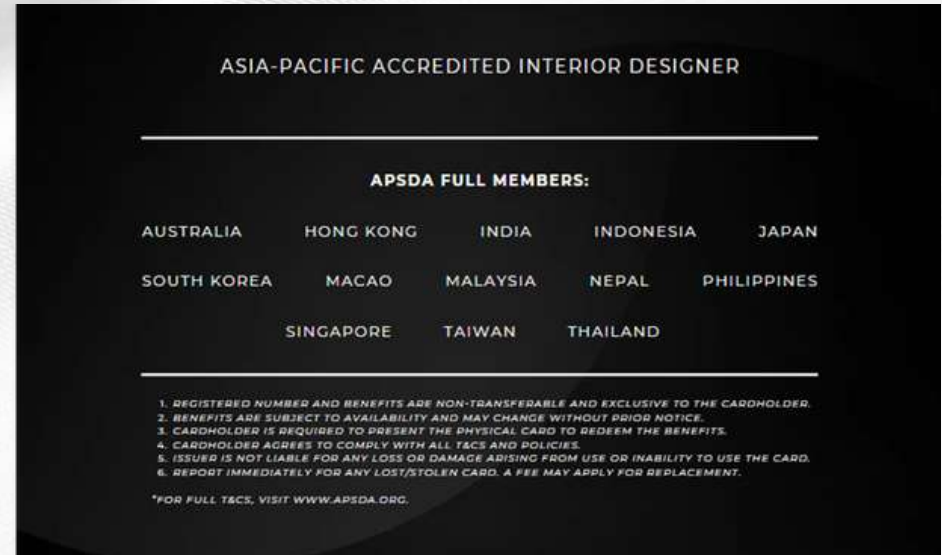 ASIA-PACIFIC ACCREDITED INTERIOR DESIGNER
APSDA FULL MEMBERS:
AUSTRALIA HONG KONG INDIA INDONESIA JAPAN
SOUTH KOREA MACAO MALAYSIA NEPAL PHILIPPINES
SINGAPORE TAIWAN THAILAND
1. REGISTERED NUMBER AND BENEFITS ARE NON-TRANSFERABLE AND EXCLUSIVE TO THE CARDHOLDER.
2. BENEFITS ARE SUBJECT TO AVAILABILITY AND MAY CHANGE WITHOUT PRIOR NOTICE.
3. CARDHOLDER IS REQUIRED TO PRESENT THE PHYSICAL CARD TO REDEEM THE BENEFITS.
4. CARDHOLDER AGREES TO COMPLY WITH ALL T&CS AND POLICIES.
5. ISSUER IS NOT LIABLE FOR ANY LOSS OR DAMAGE ARISING FROM USE OR INABILITY TO USE THE CARD.
6. REPORT IMMEDIATELY FOR ANY LOST/STOLEN CARD. A FEE MAY APPLY FOR REPLACEMENT.
*FOR FULL T&CS, VISIT WWW.APSDA.ORG.